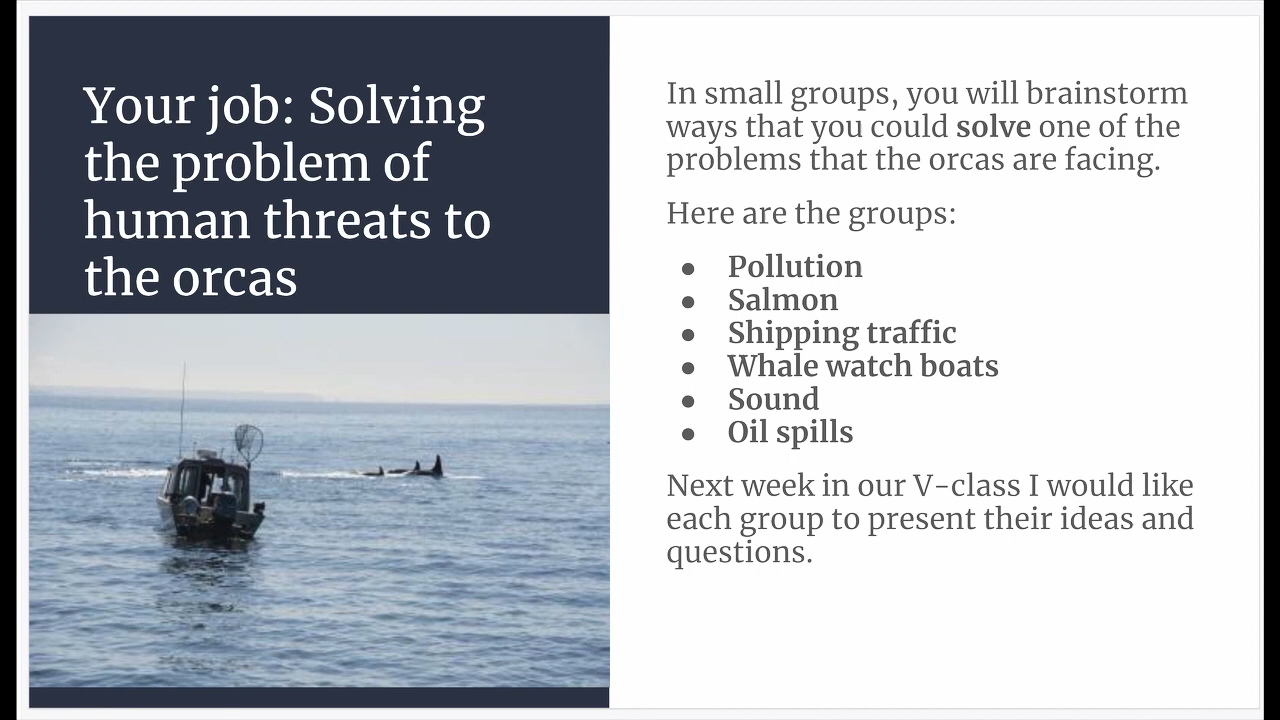 Your job: Solving
the problem of
human threats to
the orcas
In small groups, you will brainstorm
ways that you could solve one of the
problems that the orcas are facing.
Here are the groups:
● Pollution
● Salmon
● Shipping traffic
● Whale watch boats
● Sound
● Oil spills
Next week in our V-class I would like
each group to present their ideas and
questions.